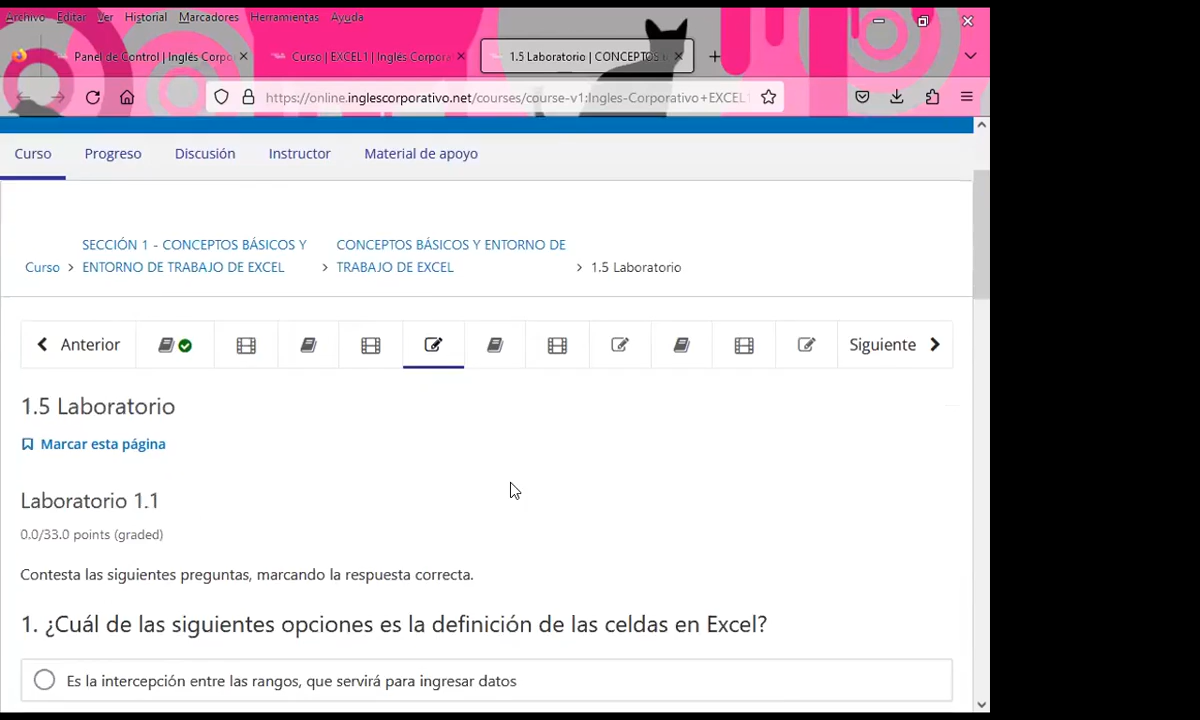 Archivo Editar Ver Historial Marcadores Herramientas Ayuda
Panel de Control | Inglés Corpo
Curso | EXCEL1 | Inglés Corpora
1.5 Laboratorio | CONCEPTOS
https://online.inglescorporativo.net/courses/course-v1:Ingles-Corporativo+EXCEL1
Curso Progreso Discusión Instructor Material de apoyo
SECCIÓN 1 - CONCEPTOS BÁSICOS Y CONCEPTOS BÁSICOS Y ENTORNO DE
Curso > ENTORNO DE TRABAJO DE EXCEL > TRABAJO DE EXCEL > 1.5 Laboratorio
Anterior Siguiente
1.5 Laboratorio
Marcar esta página
Laboratorio 1.1
0.0/33.0 points (graded)
Contesta las siguientes preguntas, marcando la respuesta correcta.
1. ¿Cuál de las siguientes opciones es la definición de las celdas en Excel?
Es la intercepción entre las rangos, que servirá para ingresar datos